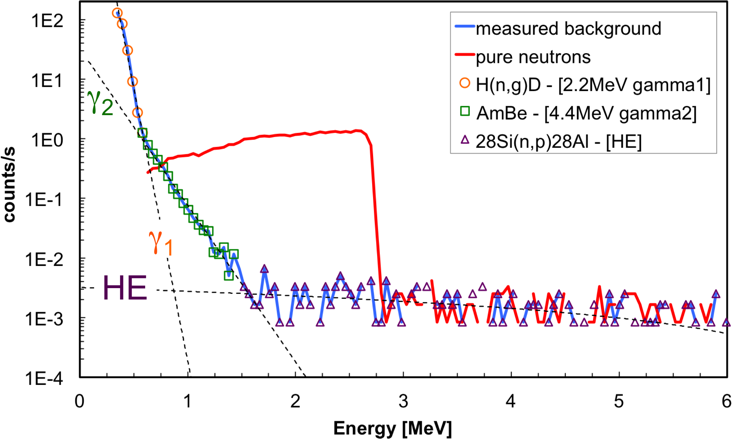 1E2
1E1
1E0
1E-1
1E-2
1E-3
1E-4
counts/s
measured background
pure neutrons
H(n,g)D - [2.2MeV gamma1]
AmBe - [4.4MeV gamma2]
28Si(n,p)28Al - [HE]
γ2
γ1
HE
0 1 2 3 4 5 6
Energy [MeV]